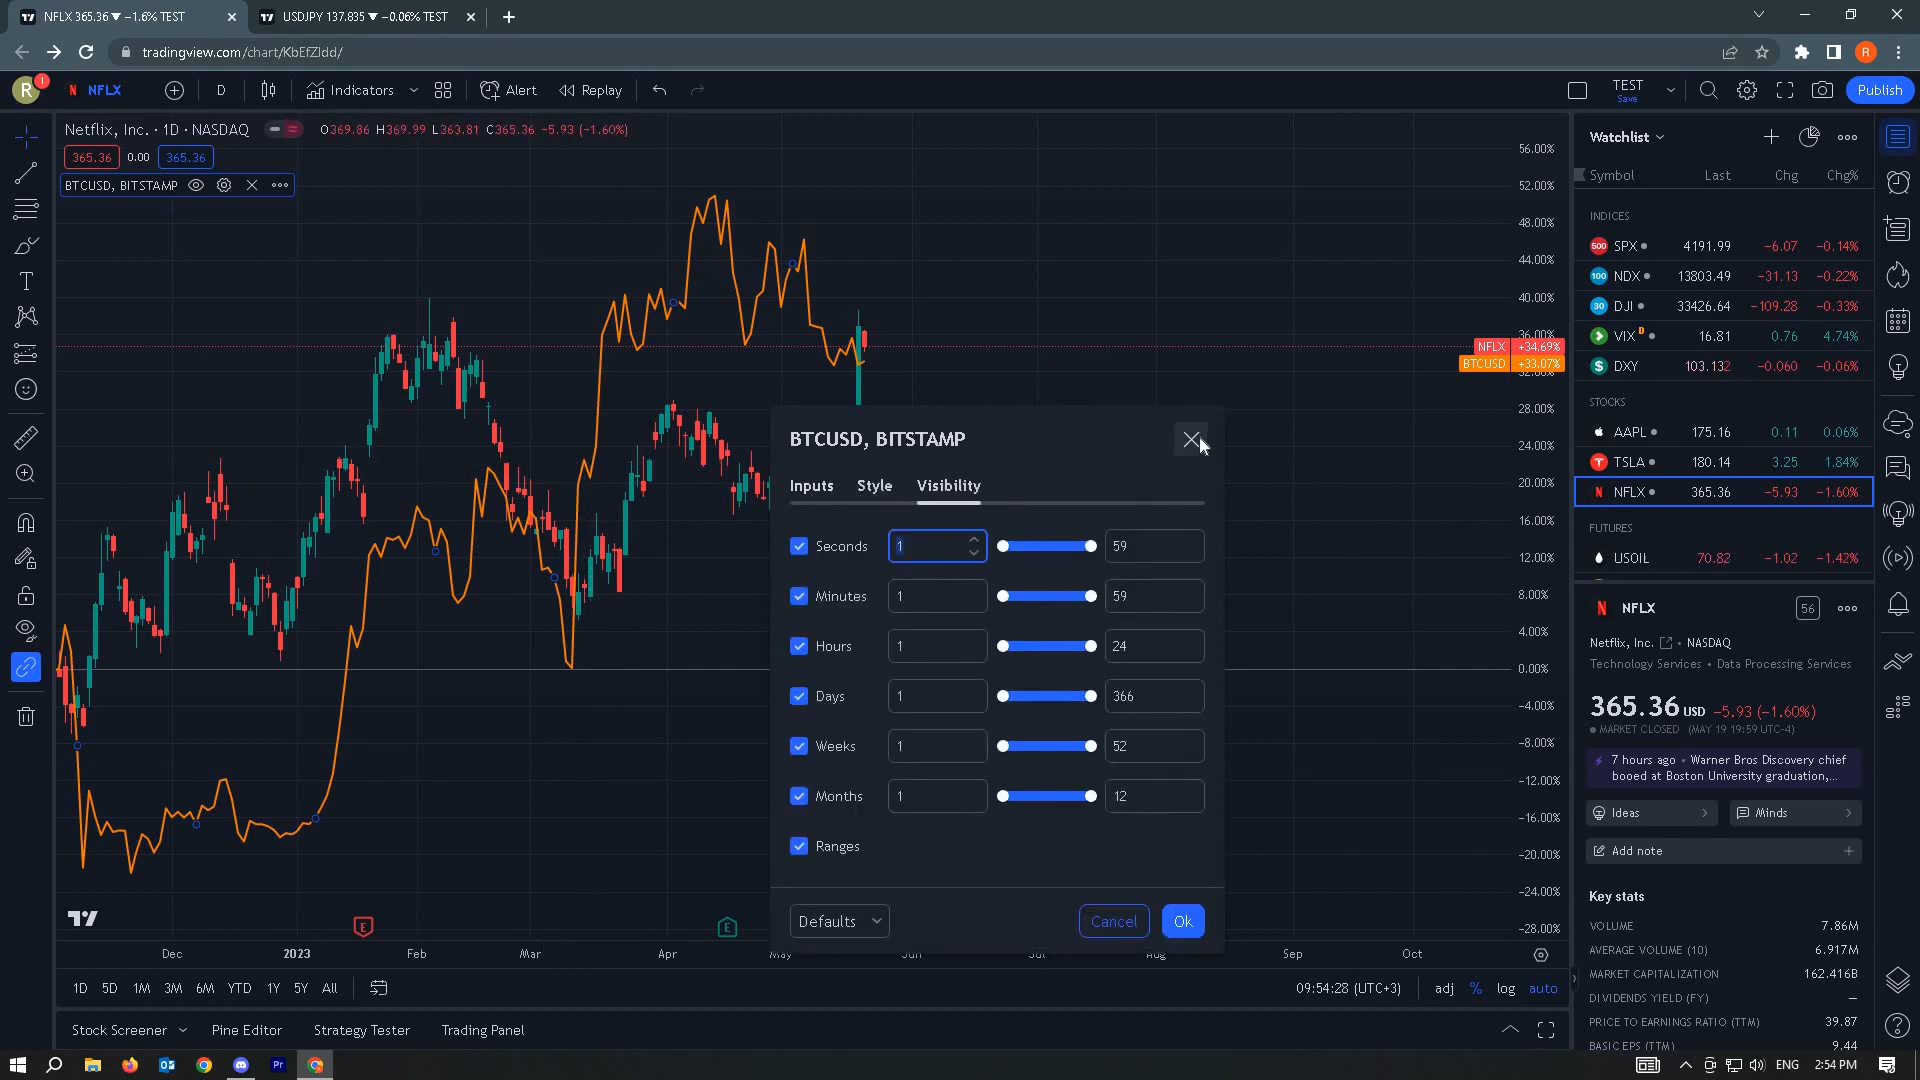 NFLX 365.36 ▼ −1.6% TEST
USDJPY 137.835 ▼ −0.06% TEST
tradingview.com/chart/KbEfZIdd/
R
R
1
N NFLX
D
Indicators
Alert
Replay
TEST
Save
Publish
Netflix, Inc. · 1D · NASDAQ
O369.86 H369.99 L363.81 C365.36 −5.93 (−1.60%)
365.36 0.00 365.36
BTCUSD, BITSTAMP
56.00%
52.00%
48.00%
44.00%
40.00%
36.00%
NFLX +34.69%
BTCUSD +33.07%
32.00%
28.00%
24.00%
20.00%
16.00%
12.00%
8.00%
4.00%
0.00%
−4.00%
−8.00%
−12.00%
−16.00%
−20.00%
−24.00%
−28.00%
BTCUSD, BITSTAMP
Inputs Style Visibility
Seconds 1 59
Minutes 1 59
Hours 1 24
Days 1 366
Weeks 1 52
Months 1 12
Ranges
Defaults Cancel Ok
E E
Dec 2023 Feb Mar Apr May Jun Jul Aug Sep Oct
1D 5D 1M 3M 6M YTD 1Y 5Y All
09:54:28 (UTC+3) adj % log auto
Stock Screener Pine Editor Strategy Tester Trading Panel
Watchlist
Symbol Last Chg Chg%
INDICES
500 SPX 4191.99 −6.07 −0.14%
100 NDX 13803.49 −31.13 −0.22%
30 DJI 33426.64 −109.28 −0.33%
VIX D 16.81 0.76 4.74%
DXY 103.132 −0.060 −0.06%
STOCKS
AAPL 175.16 0.11 0.06%
TSLA 180.14 3.25 1.84%
N NFLX 365.36 −5.93 −1.60%
FUTURES
USOIL 70.82 −1.02 −1.42%
N NFLX 56
Netflix, Inc. • NASDAQ
Technology Services • Data Processing Services
365.36 USD −5.93 (−1.60%)
MARKET CLOSED (MAY 19 19:59 UTC-4)
7 hours ago • Warner Bros Discovery chief
booed at Boston University graduation,...
Ideas Minds
Add note
Key stats
VOLUME 7.86M
AVERAGE VOLUME (10) 6.917M
MARKET CAPITALIZATION 162.416B
DIVIDENDS YIELD (FY) —
PRICE TO EARNINGS RATIO (TTM) 39.87
BASIC EPS (TTM) 9.44
Pr
ENG 2:54 PM